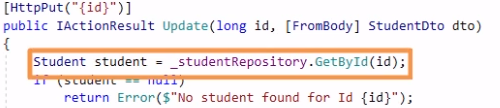 [HttpPut("{id}")]
public IActionResult Update(long id, [FromBody] StudentDto dto)
{
Student student = _studentRepository.GetById(id);
if (student == null)
return Error($"No student found for Id {id}");